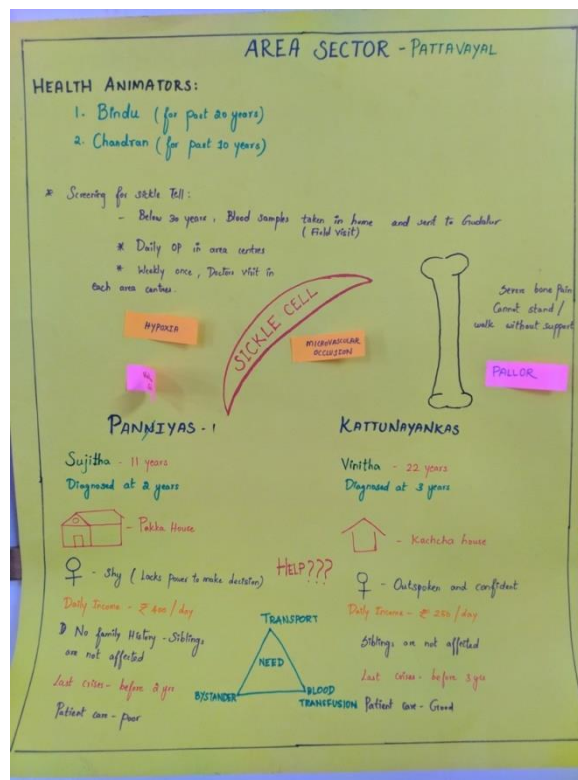 AREA SECTOR - PATTAVAYAL
HEALTH ANIMATORS:
1. Bindu (for past 20 years)
2. Chandran (for past 10 years)
* Screening for sickle Tell:
- Below 30 years, Blood samples taken in home and sent to Gudalur
(Field visit)
* Daily OP in area centres
* Weekly once, Doctors visit in
each area centres.
SICKLE CELL
HYPOXIA
MICROVASCULAR
OCCLUSION
Severe bone Pain
Cannot stand /
walk without support
PALLOR
PANNIYAS - 1
Sujitha - 11 years
Diagnosed at 2 years
- Pakka House
- Shy (Lacks power to make decision)
Daily Income - ₹ 400 / day
No family History - Siblings
are not affected
Last crises - before 2 yrs
Patient care - poor
HELP???
TRANSPORT
NEED
BYSTANDER
BLOOD
TRANSFUSION
KATTUNAYANKAS
Vinitha - 22 years
Diagnosed at 3 years
- Kachcha house
- Outspoken and confident
Daily Income - ₹ 250 / day
Siblings are not affected
Last crises - before 3 yrs
Patient care - Good